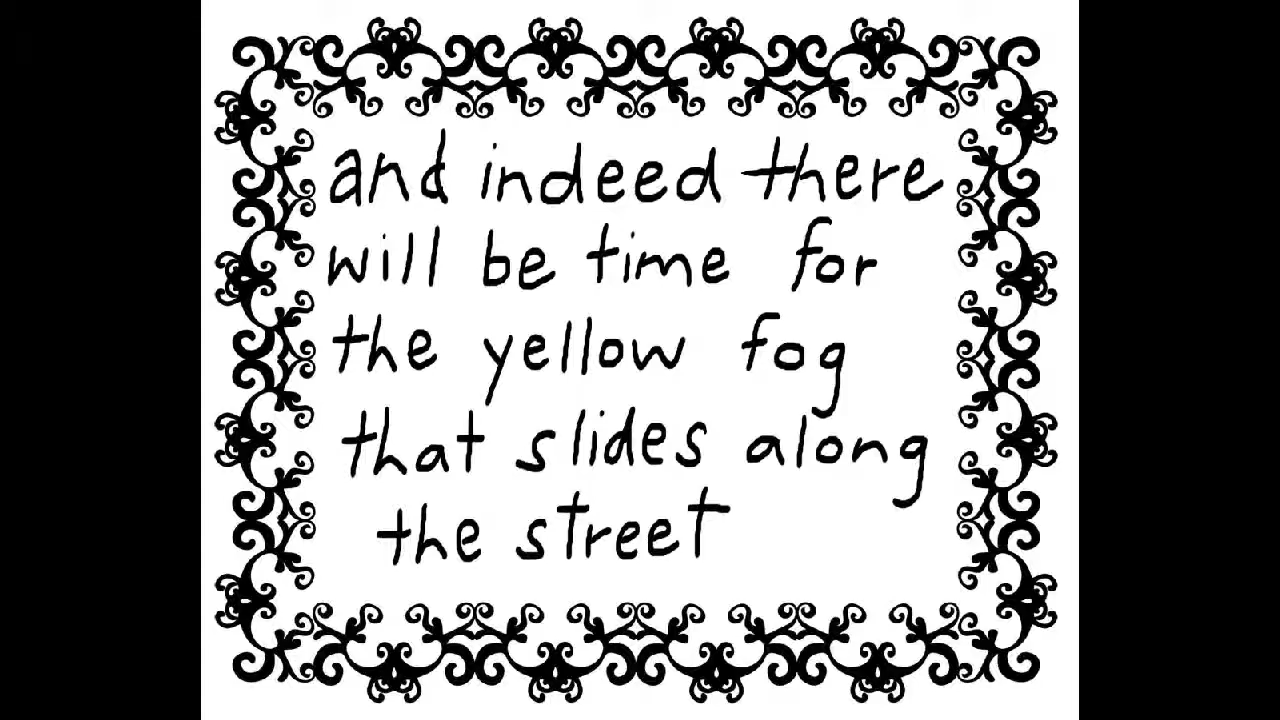 and indeed there
will be time for
the yellow fog
that slides along
the street